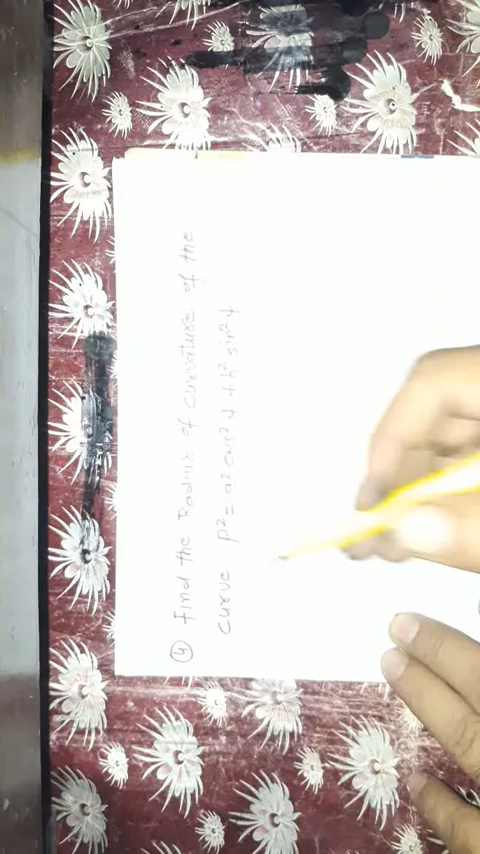 ④ Find the Radius of curvature of the
curve p² = a² cos² ψ + b² sin² ψ